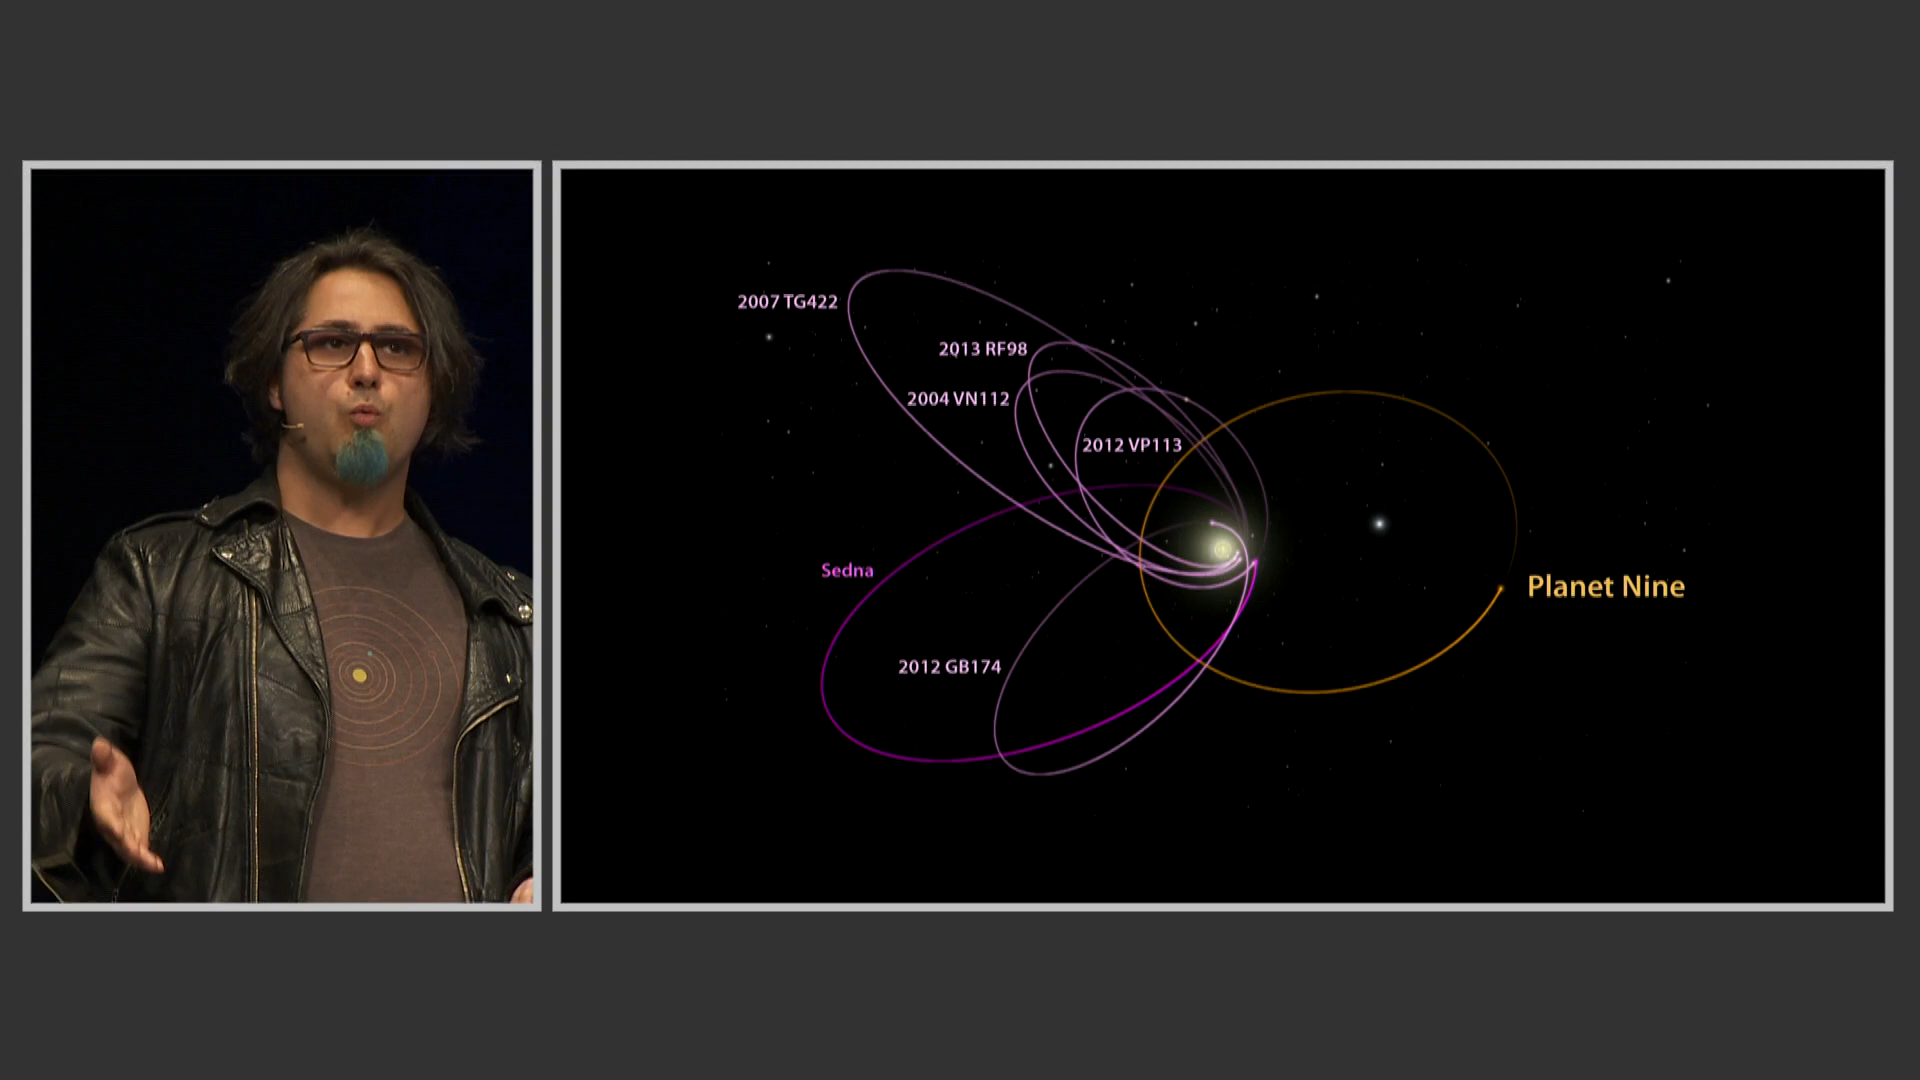 2007 TG422
2013 RF98
2004 VN112
2012 VP113
Sedna
Planet Nine
2012 GB174